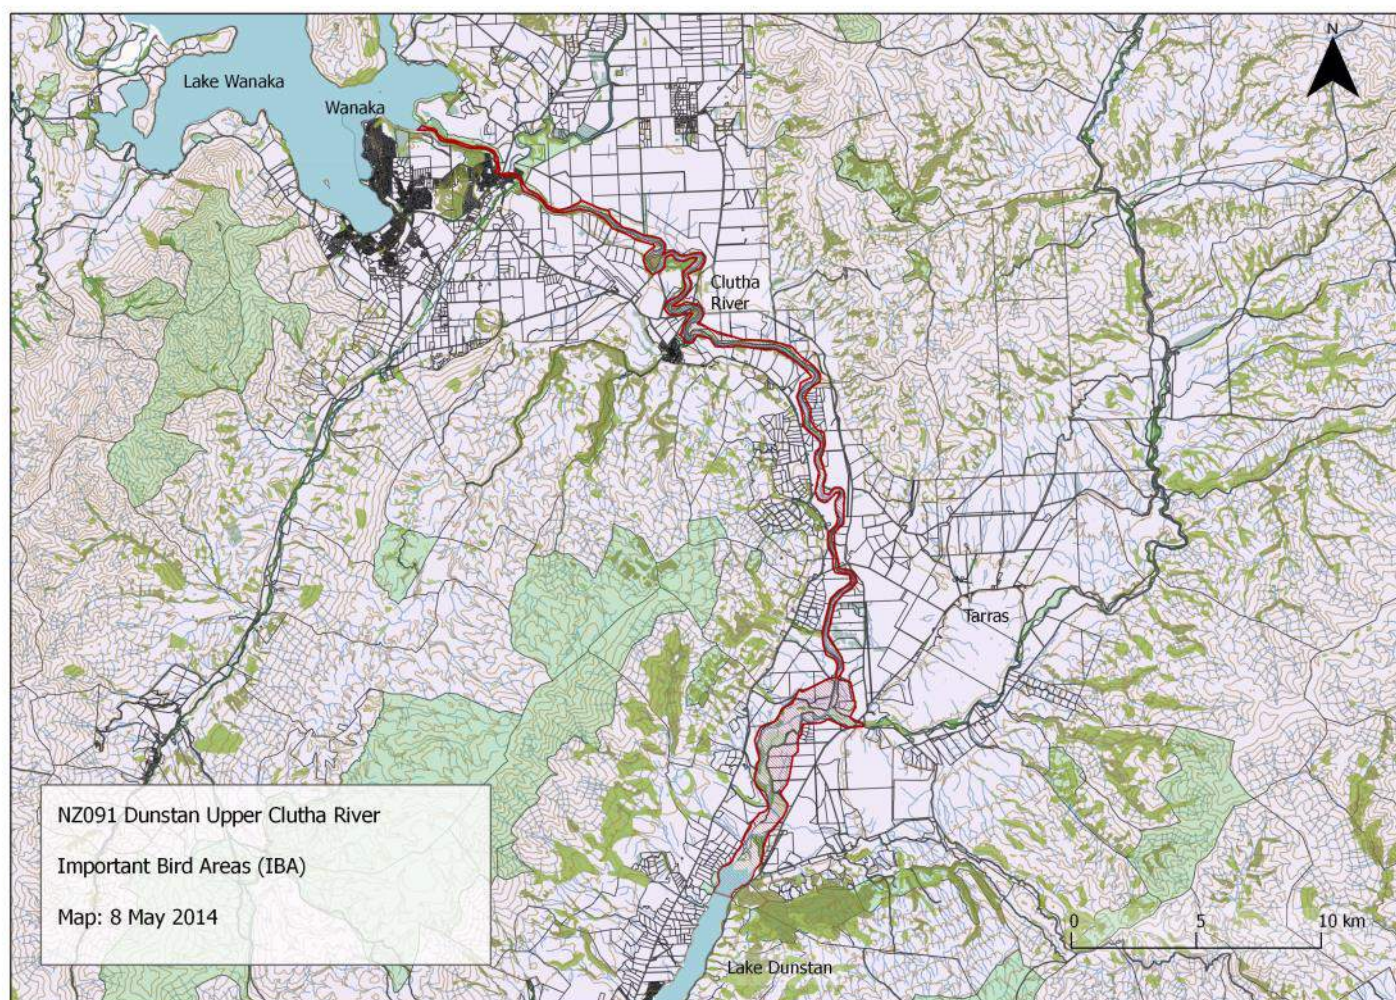 N
Lake Wanaka
Wanaka
Clutha
River
Tarras
NZ091 Dunstan Upper Clutha River
Important Bird Areas (IBA)
Map: 8 May 2014
0 5 10 km
Lake Dunstan